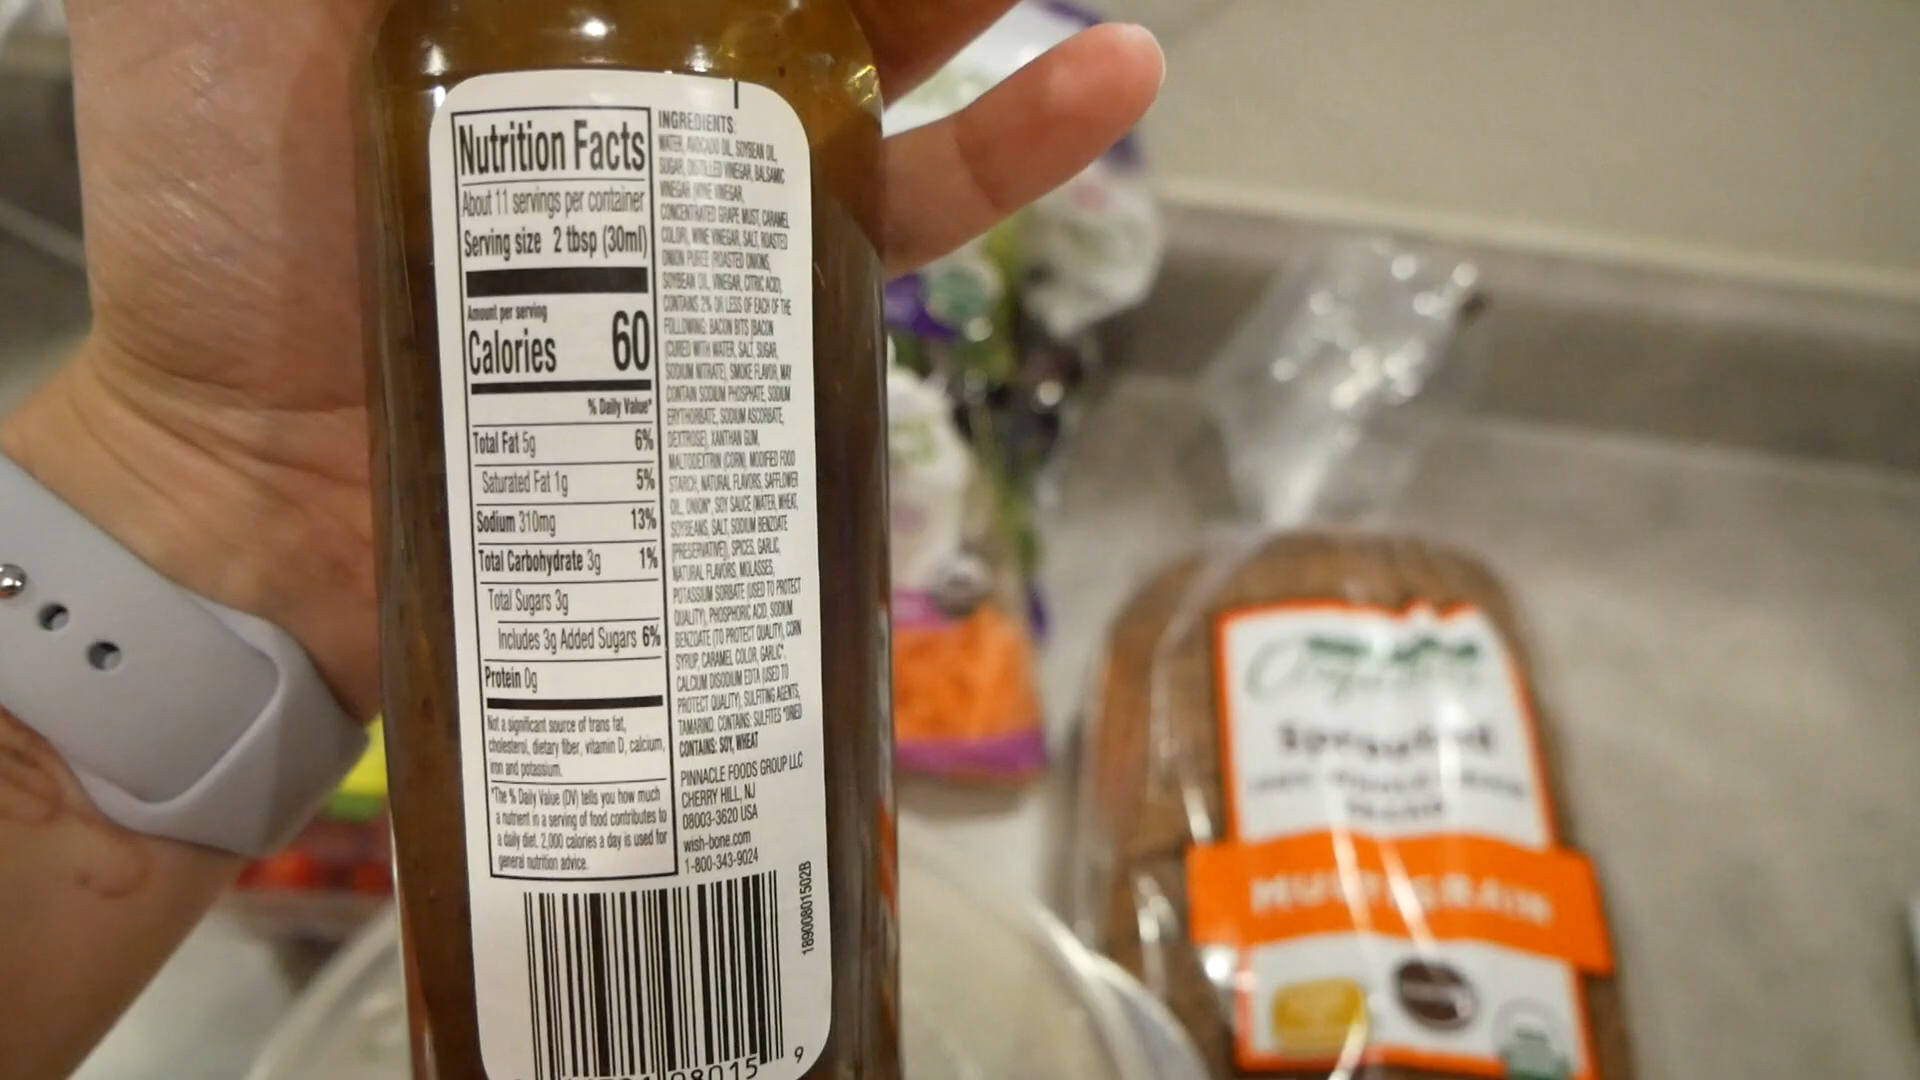 Nutrition Facts
About 11 servings per container
Serving size 2 tbsp (30ml)
Amount per serving
Calories 60
% Daily Value*
Total Fat 5g 6%
Saturated Fat 1g 5%
Sodium 310mg 13%
Total Carbohydrate 3g 1%
Total Sugars 3g
Includes 3g Added Sugars 6%
Protein 0g
Not a significant source of trans fat,
cholesterol, dietary fiber, vitamin D, calcium,
iron and potassium.
*The % Daily Value (DV) tells you how much
a nutrient in a serving of food contributes to
a daily diet. 2,000 calories a day is used for
general nutrition advice.
INGREDIENTS:
WATER, AVOCADO OIL, SOYBEAN OIL,
SUGAR, DISTILLED VINEGAR, BALSAMIC
VINEGAR (WINE VINEGAR,
CONCENTRATED GRAPE MUST, CARAMEL
COLOR), WINE VINEGAR, SALT, ROASTED
ONION PUREE (ROASTED ONIONS,
SOYBEAN OIL, VINEGAR, CITRIC ACID),
CONTAINS 2% OR LESS OF EACH OF THE
FOLLOWING: BACON BITS (BACON
(CURED WITH WATER, SALT, SUGAR,
SODIUM NITRATE), SMOKE FLAVOR, MAY
CONTAIN SODIUM PHOSPHATE, SODIUM
ERYTHORBATE, SODIUM ASCORBATE,
DEXTROSE), XANTHAN GUM,
MALTODEXTRIN (CORN), MODIFIED FOOD
STARCH, NATURAL FLAVORS, SAFFLOWER
OIL, ONION*, SOY SAUCE (WATER, WHEAT,
SOYBEANS, SALT, SODIUM BENZOATE
(PRESERVATIVE)), SPICES, GARLIC,
NATURAL FLAVORS, MOLASSES,
POTASSIUM SORBATE (USED TO PROTECT
QUALITY), PHOSPHORIC ACID, SODIUM
BENZOATE (TO PROTECT QUALITY), CORN
SYRUP, CARAMEL COLOR, GARLIC*,
CALCIUM DISODIUM EDTA (USED TO
PROTECT QUALITY), SULFITING AGENTS,
TAMARIND. CONTAINS: SULFITES *DRIED
CONTAINS: SOY, WHEAT
PINNACLE FOODS GROUP LLC
CHERRY HILL, NJ
08003-3620 USA
wish-bone.com
1-800-343-9024
189008015028
08015 9
Sprouted
MULTIGRAIN